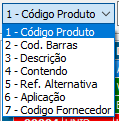 1 - Código Produto
1 - Código Produto
2 - Cod. Barras
3 - Descrição
4 - Contendo
5 - Ref. Alternativa
6 - Aplicação
7 - Codigo Fornecedor